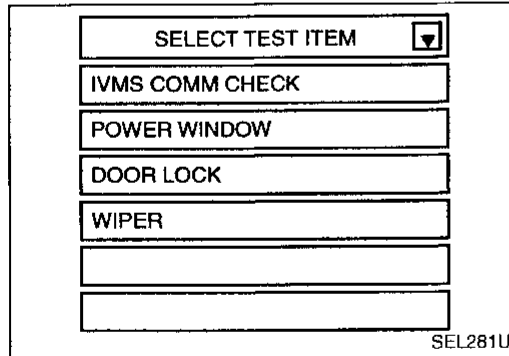 SELECT TEST ITEM
IVMS COMM CHECK
POWER WINDOW
DOOR LOCK
WIPER
SEL281U